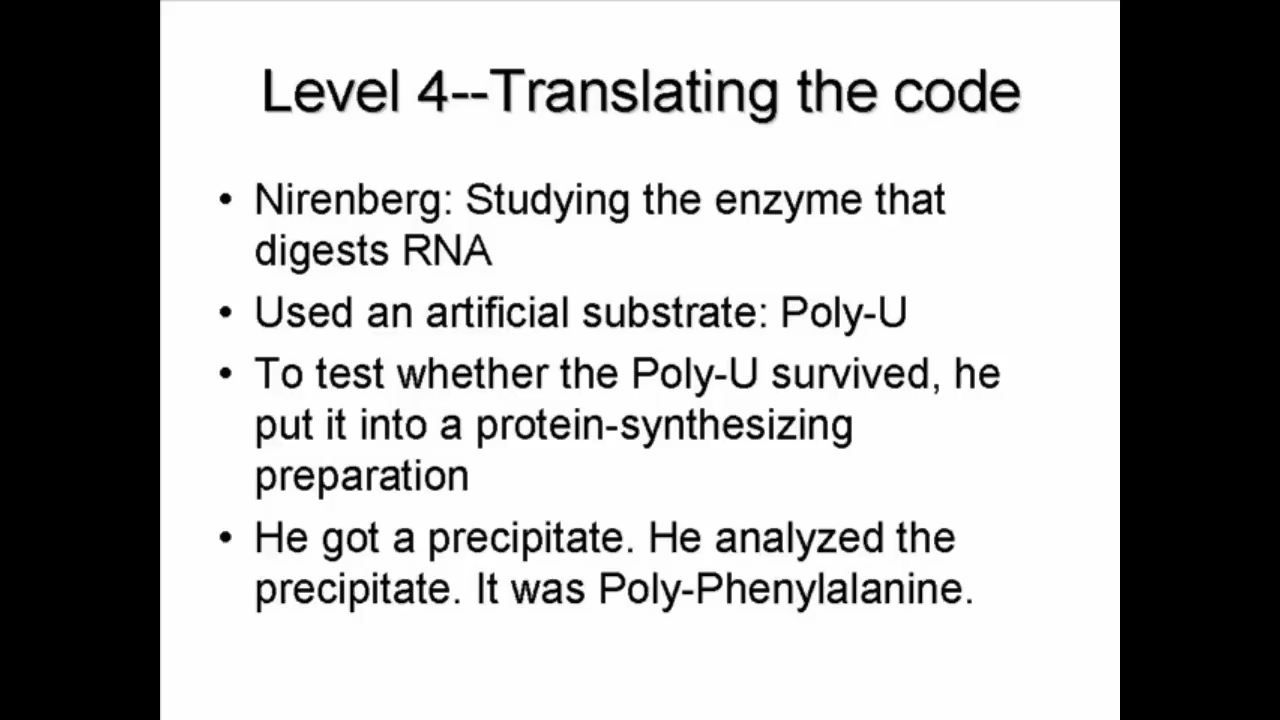 Level 4--Translating the code
• Nirenberg: Studying the enzyme that
digests RNA
• Used an artificial substrate: Poly-U
• To test whether the Poly-U survived, he
put it into a protein-synthesizing
preparation
• He got a precipitate. He analyzed the
precipitate. It was Poly-Phenylalanine.